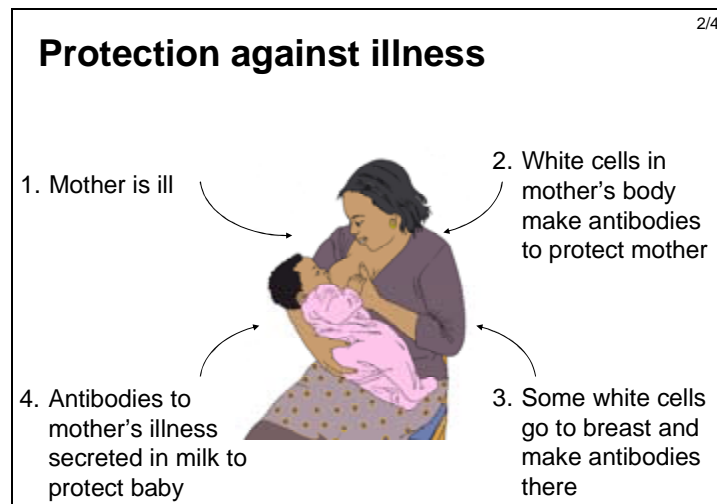 2/4
Protection against illness
1. Mother is ill
2. White cells in
mother’s body
make antibodies
to protect mother
3. Some white cells
go to breast and
make antibodies
there
4. Antibodies to
mother’s illness
secreted in milk to
protect baby